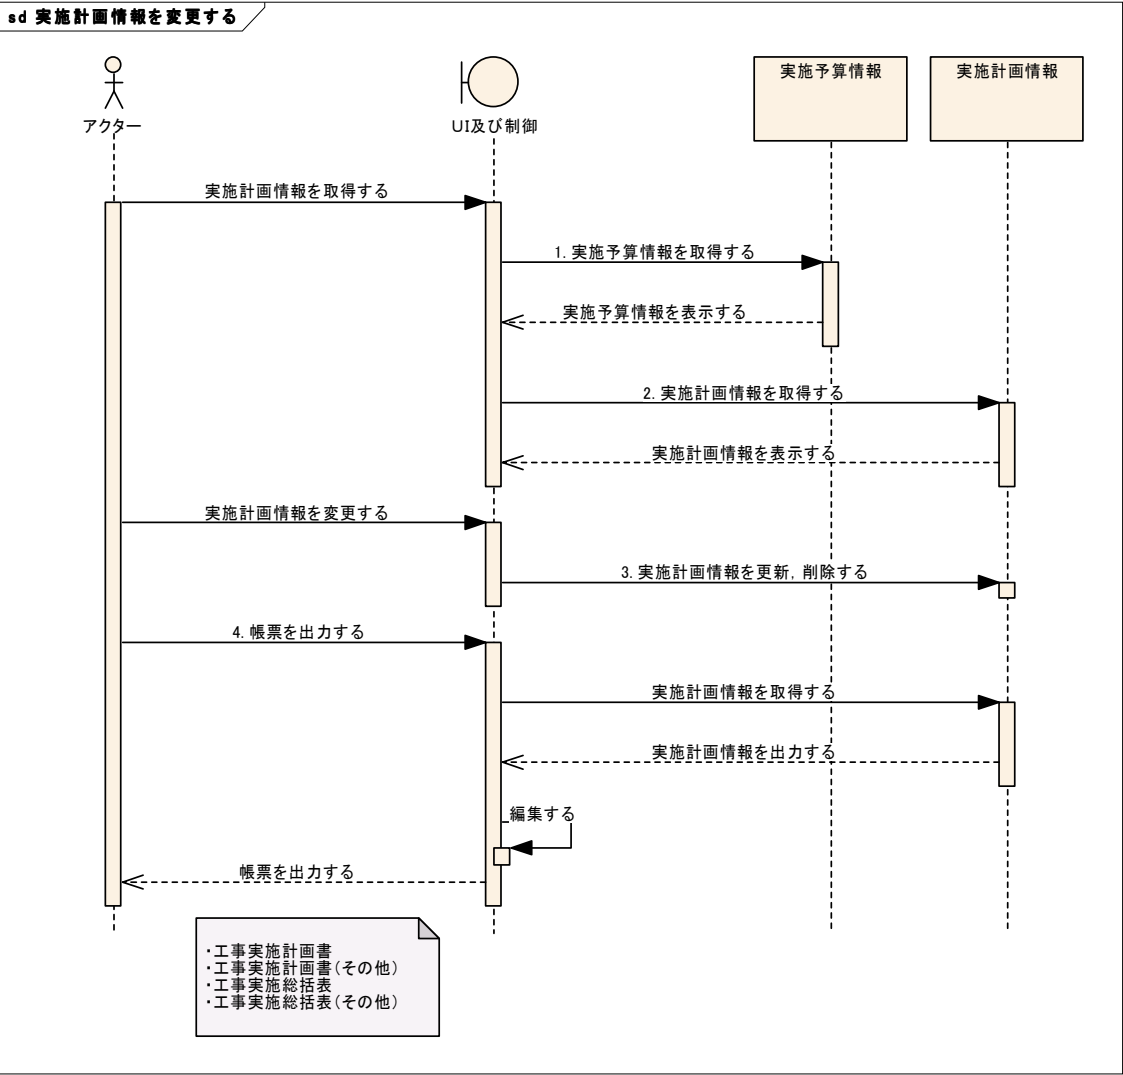 sd 実施計画情報を変更する
アクター
UI及び制御
実施予算情報
実施計画情報
実施計画情報を取得する
1. 実施予算情報を取得する
実施予算情報を表示する
2. 実施計画情報を取得する
実施計画情報を表示する
実施計画情報を変更する
3. 実施計画情報を更新, 削除する
4. 帳票を出力する
実施計画情報を取得する
実施計画情報を出力する
編集する
帳票を出力する
・工事実施計画書
・工事実施計画書(その他)
・工事実施総括表
・工事実施総括表(その他)